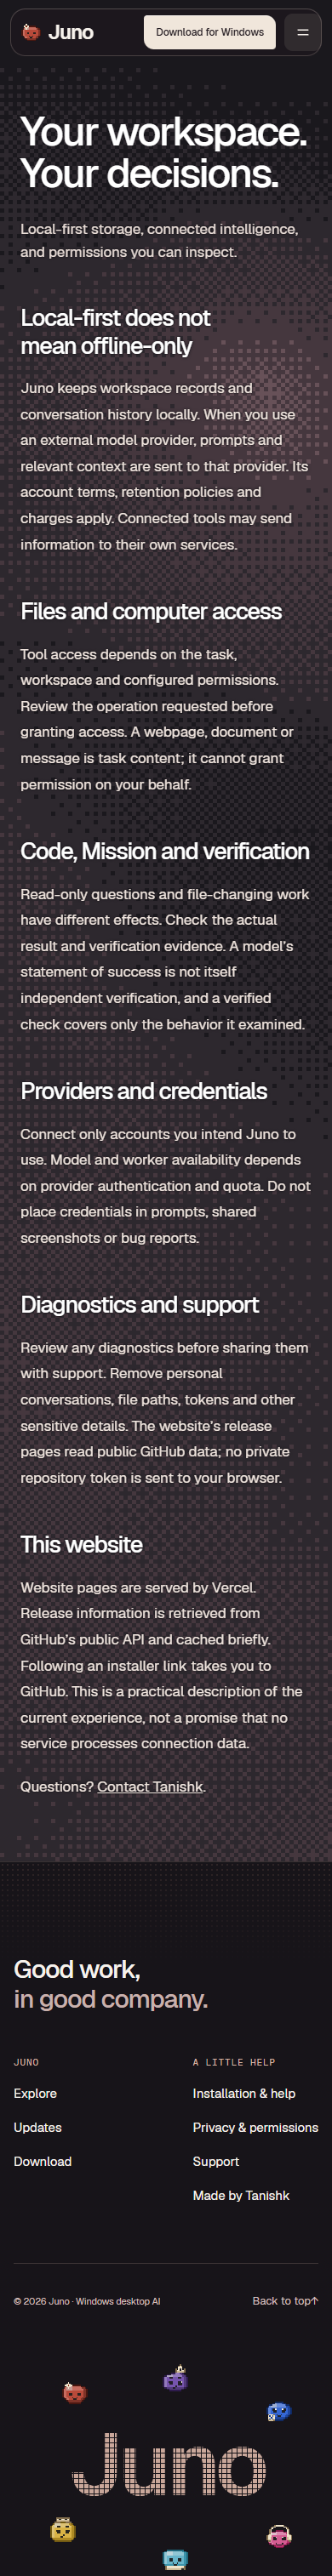 Juno
Download for Windows
Your workspace.
Your decisions.
Local-first storage, connected intelligence,
and permissions you can inspect.
Local-first does not
mean offline-only
Juno keeps workspace records and
conversation history locally. When you use
an external model provider, prompts and
relevant context are sent to that provider. Its
account terms, retention policies and
charges apply. Connected tools may send
information to their own services.
Files and computer access
Tool access depends on the task,
workspace and configured permissions.
Review the operation requested before
granting access. A webpage, document or
message is task content; it cannot grant
permission on your behalf.
Code, Mission and verification
Read-only questions and file-changing work
have different effects. Check the actual
result and verification evidence. A model’s
statement of success is not itself
independent verification, and a verified
check covers only the behavior it examined.
Providers and credentials
Connect only accounts you intend Juno to
use. Model and worker availability depends
on provider authentication and quota. Do not
place credentials in prompts, shared
screenshots or bug reports.
Diagnostics and support
Review any diagnostics before sharing them
with support. Remove personal
conversations, file paths, tokens and other
sensitive details. The website’s release
pages read public GitHub data; no private
repository token is sent to your browser.
This website
Website pages are served by Vercel.
Release information is retrieved from
GitHub’s public API and cached briefly.
Following an installer link takes you to
GitHub. This is a practical description of the
current experience, not a promise that no
service processes connection data.
Questions? Contact Tanishk.
Good work,
in good company.
JUNO
Explore
Updates
Download
A LITTLE HELP
Installation & help
Privacy & permissions
Support
Made by Tanishk
© 2026 Juno · Windows desktop AI
Back to top↑
Juno